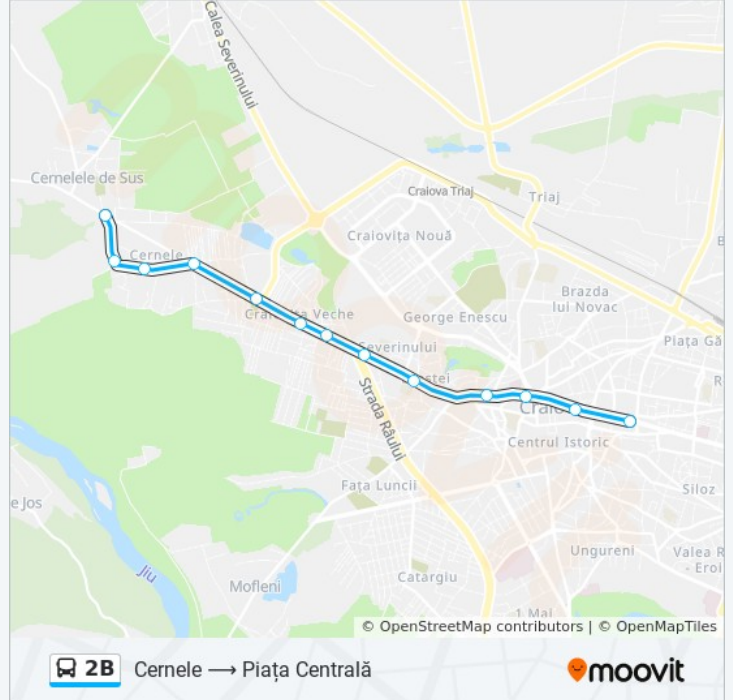 Calea Severinului
Cernelele de Sus
Craiova Triaj
Triaj
Craiovița Nouă
Cernele
Brazda
lui Novac
Craiovița Veche
George Enescu
Piața Gă
Severinului
Craio
Strada Râului
Centrul Istoric
Fața Luncii
Siloz
e Jos
Ungureni
Valea R
- Eroi
Jiu
Mofleni
Catargiu
1 Mai
© OpenStreetMap contributors | © OpenMapTiles
2B Cernele → Piața Centrală moovit